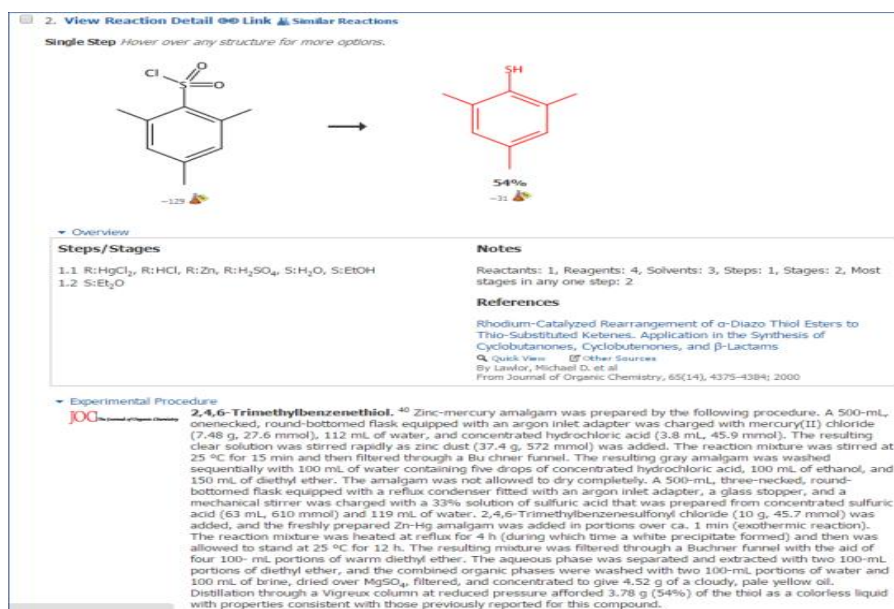 2. View Reaction Detail Link Similar Reactions
Single Step Hover over any structure for more options.
Cl
O
S
O
SH
54%
~129
~31
Overview
Steps/Stages
1.1 R:HgCl2, R:HCl, R:Zn, R:H2SO4, S:H2O, S:EtOH
1.2 S:Et2O
Notes
Reactants: 1, Reagents: 4, Solvents: 3, Steps: 1, Stages: 2, Most
stages in any one step: 2
References
Rhodium-Catalyzed Rearrangement of α-Diazo Thiol Esters to
Thio-Substituted Ketenes. Application in the Synthesis of
Cyclobutanones, Cyclobutenones, and β-Lactams
Quick View Other Sources
By Lawlor, Michael D. et al
From Journal of Organic Chemistry, 65(14), 4375-4384; 2000
Experimental Procedure
JOC The Journal of Organic Chemistry
2,4,6-Trimethylbenzenethiol. 40 Zinc-mercury amalgam was prepared by the following procedure. A 500-mL,
onenecked, round-bottomed flask equipped with an argon inlet adapter was charged with mercury(II) chloride
(7.48 g, 27.6 mmol), 112 mL of water, and concentrated hydrochloric acid (3.8 mL, 45.9 mmol). The resulting
clear solution was stirred rapidly as zinc dust (37.4 g, 572 mmol) was added. The reaction mixture was stirred at
25 ºC for 15 min and then filtered through a Bu chner funnel. The resulting gray amalgam was washed
sequentially with 100 mL of water containing five drops of concentrated hydrochloric acid, 100 mL of ethanol, and
150 mL of diethyl ether. The amalgam was not allowed to dry completely. A 500-mL, three-necked, round-
bottomed flask equipped with a reflux condenser fitted with an argon inlet adapter, a glass stopper, and a
mechanical stirrer was charged with a 33% solution of sulfuric acid that was prepared from concentrated sulfuric
acid (63 mL, 610 mmol) and 119 mL of water. 2,4,6-Trimethylbenzenesulfonyl chloride (10 g, 45.7 mmol) was
added, and the freshly prepared Zn-Hg amalgam was added in portions over ca. 1 min (exothermic reaction).
The reaction mixture was heated at reflux for 4 h (during which time a white precipitate formed) and then was
allowed to stand at 25 ºC for 12 h. The resulting mixture was filtered through a Buchner funnel with the aid of
four 100- mL portions of warm diethyl ether. The aqueous phase was separated and extracted with two 100-mL
portions of diethyl ether, and the combined organic phases were washed with two 100-mL portions of water and
100 mL of brine, dried over MgSO4, filtered, and concentrated to give 4.52 g of a cloudy, pale yellow oil.
Distillation through a Vigreux column at reduced pressure afforded 3.78 g (54%) of the thiol as a colorless liquid
with properties consistent with those previously reported for this compound.